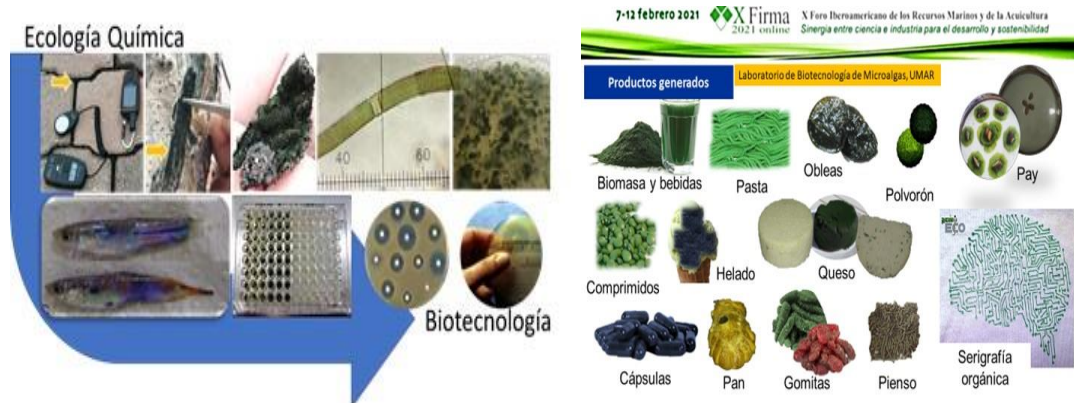 Ecología Química
40
60
Biotecnología
7-12 febrero 2021
X Firma
2021 online
X Foro Iberoamericano de los Recursos Marinos y de la Acuicultura
Sinergia entre ciencia e industria para el desarrollo y sostenibilidad
Productos generados
Laboratorio de Biotecnología de Microalgas, UMAR
Biomasa y bebidas
Pasta
Obleas
Polvorón
Pay
Comprimidos
Helado
Queso
ECO
Cápsulas
Pan
Gomitas
Pienso
Serigrafía
orgánica